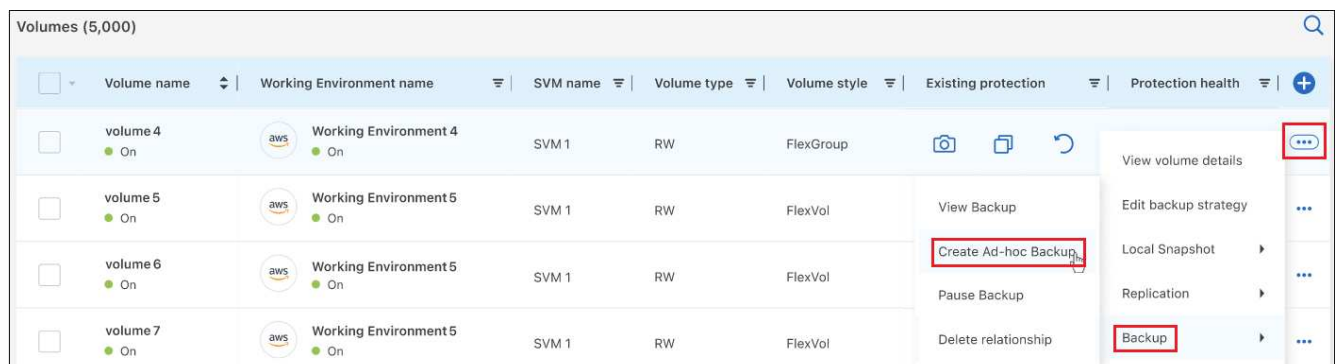 Volumes (5,000)
Volume name Working Environment name SVM name Volume type Volume style Existing protection Protection health
volume 4 aws Working Environment 4 SVM 1 RW FlexGroup
On On
View volume details
volume 5 aws Working Environment 5 SVM 1 RW FlexVol View Backup Edit backup strategy
On On
Create Ad-hoc Backup Local Snapshot
volume 6 aws Working Environment 5 SVM 1 RW FlexVol
On On
Pause Backup Replication
volume 7 aws Working Environment 5 SVM 1 RW FlexVol Delete relationship Backup
On On